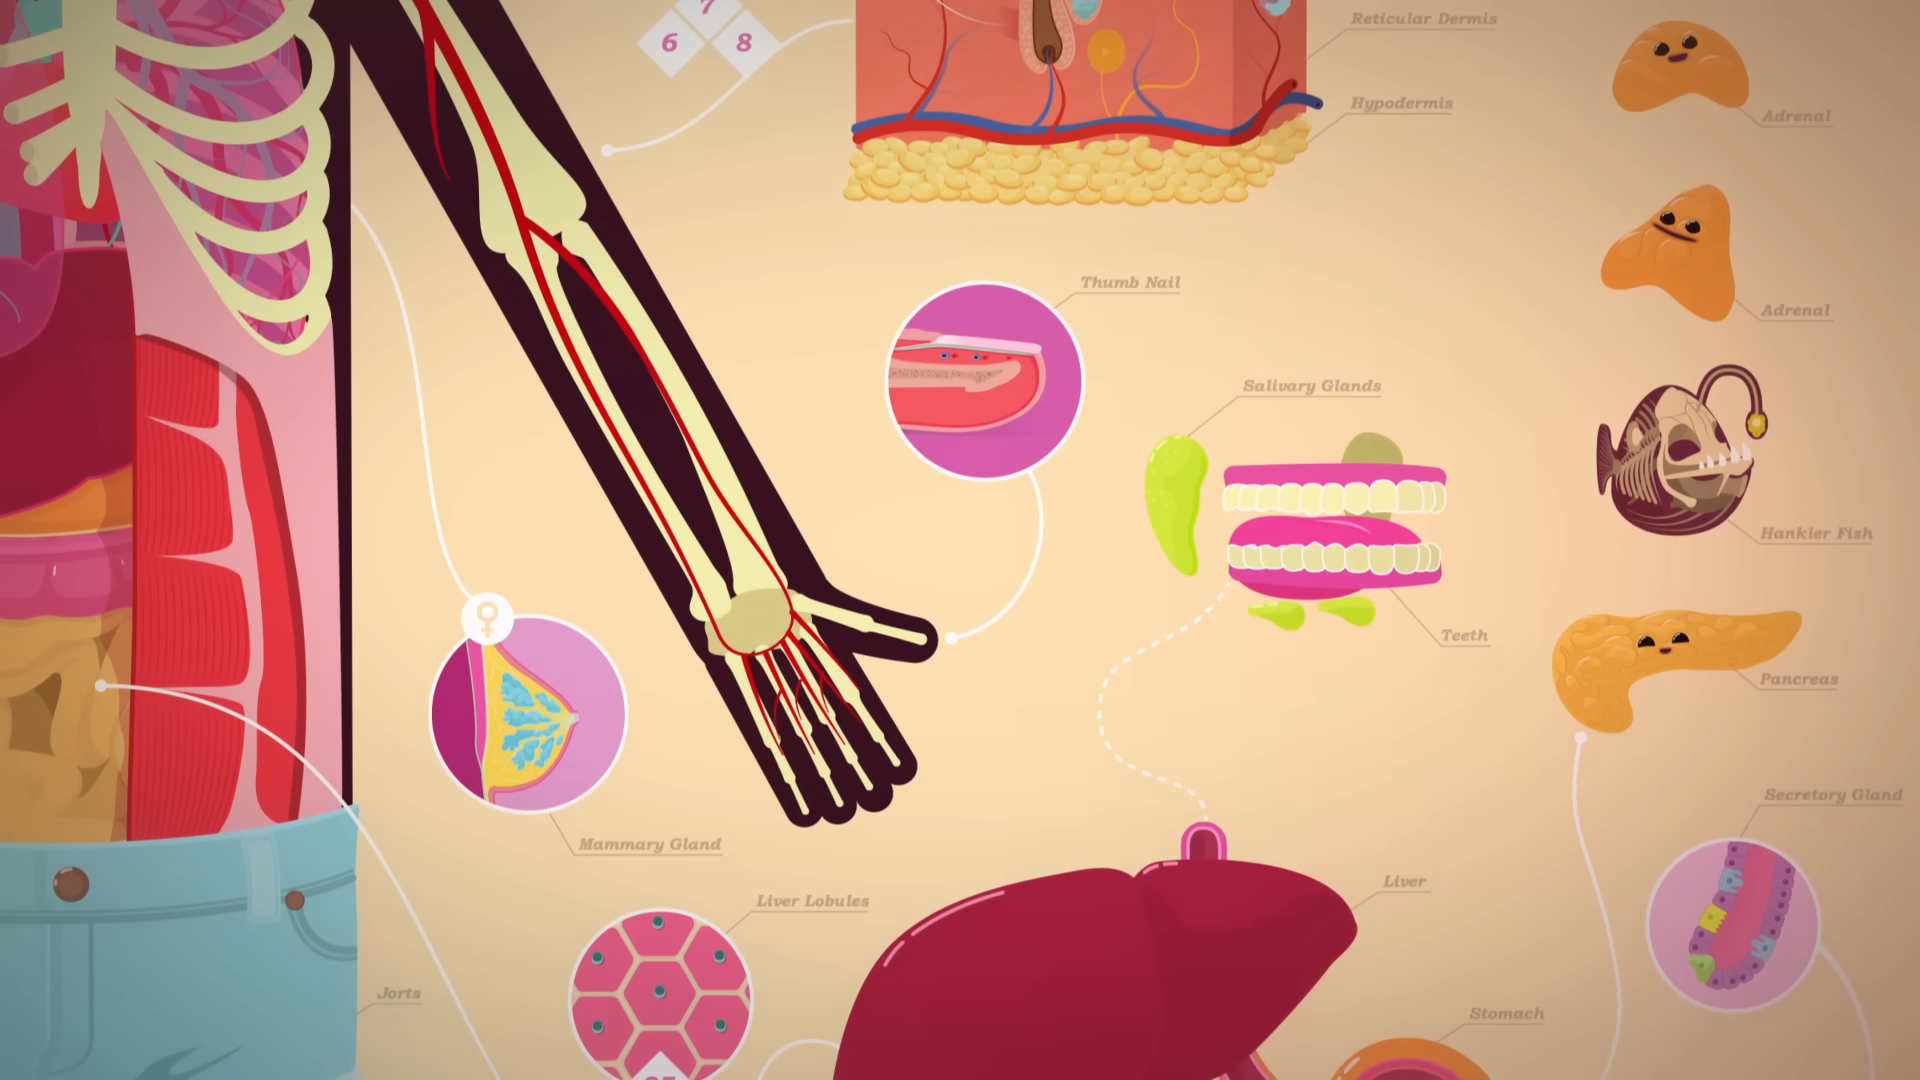 7
6
8
Reticular Dermis
Hypodermis
Adrenal
Thumb Nail
Adrenal
Salivary Glands
Hankler Fish
Teeth
Pancreas
Secretory Gland
Mammary Gland
Liver
Liver Lobules
Jorts
Stomach